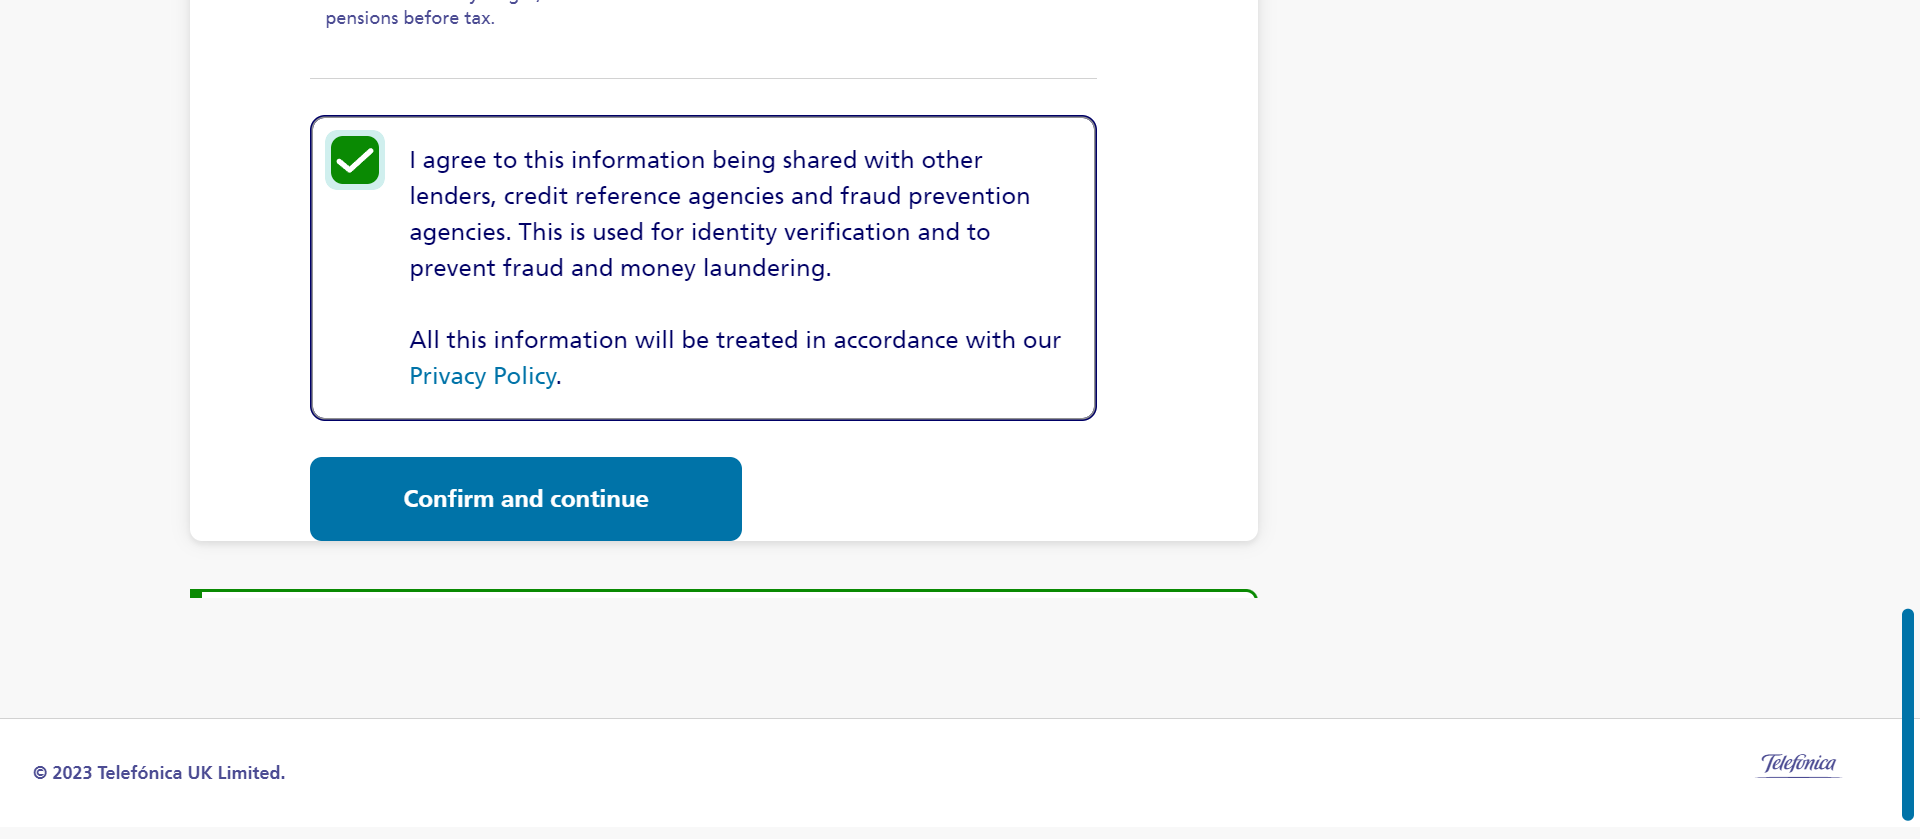 pensions before tax.
I agree to this information being shared with other
lenders, credit reference agencies and fraud prevention
agencies. This is used for identity verification and to
prevent fraud and money laundering.
All this information will be treated in accordance with our
Privacy Policy.
Confirm and continue
© 2023 Telefónica UK Limited.
Telefónica